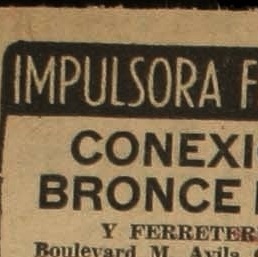 IMPULSORA F
CONEXI
BRONCE
Y FERRETER
Boulevard M. Avila